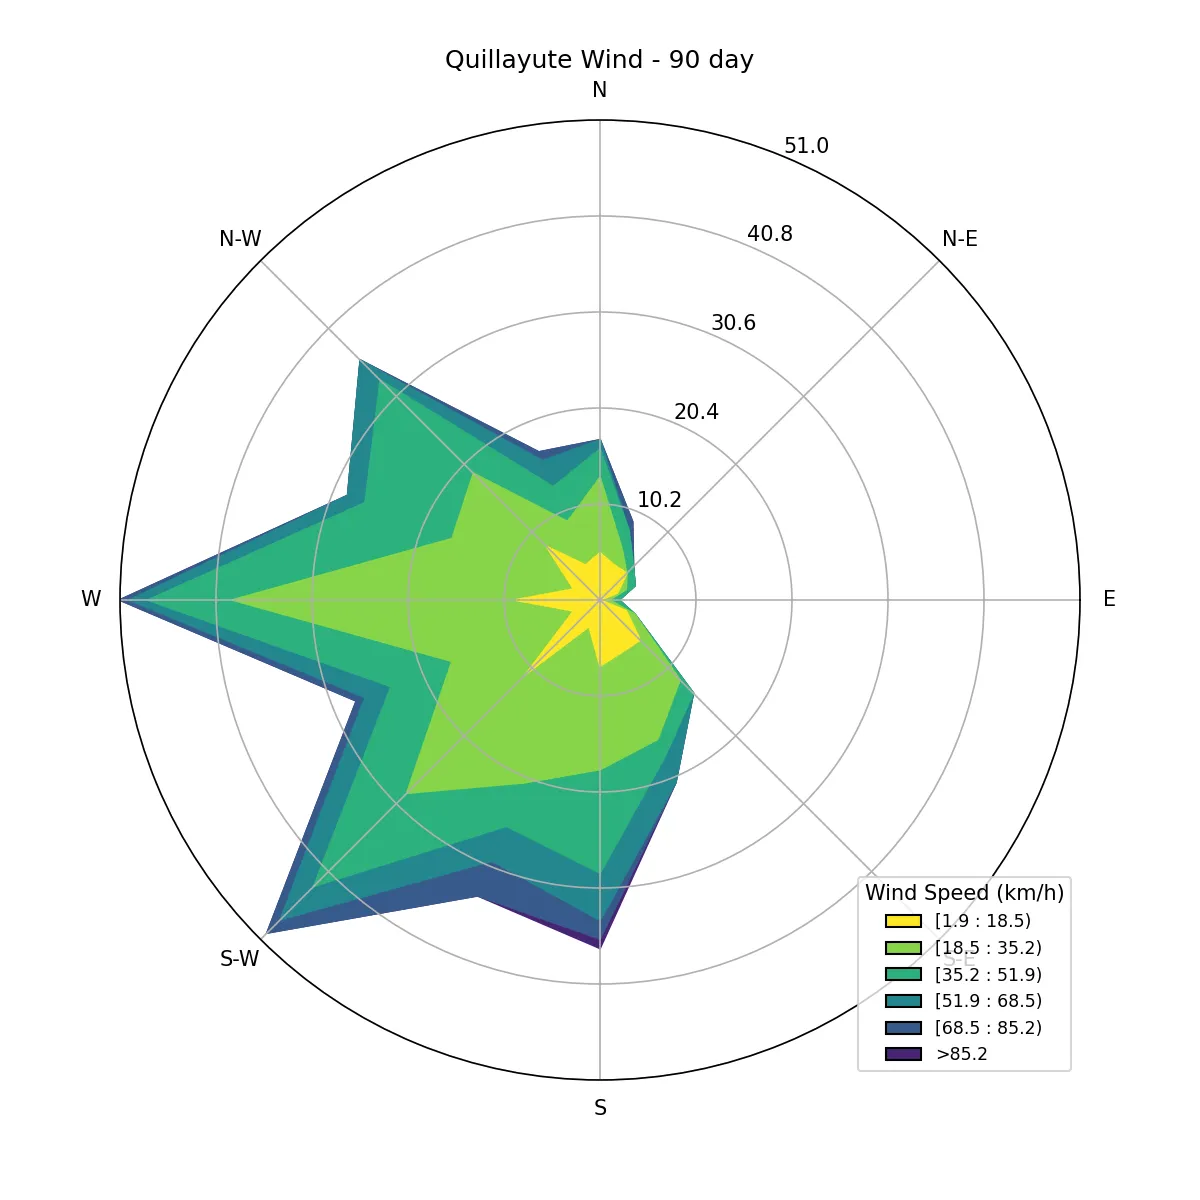 Quillayute Wind - 90 day
N
51.0
N-W
N-E
40.8
30.6
20.4
10.2
W
E
Wind Speed (km/h)
[1.9 : 18.5)
[18.5 : 35.2)
S-W
S-E
[35.2 : 51.9)
[51.9 : 68.5)
[68.5 : 85.2)
>85.2
S